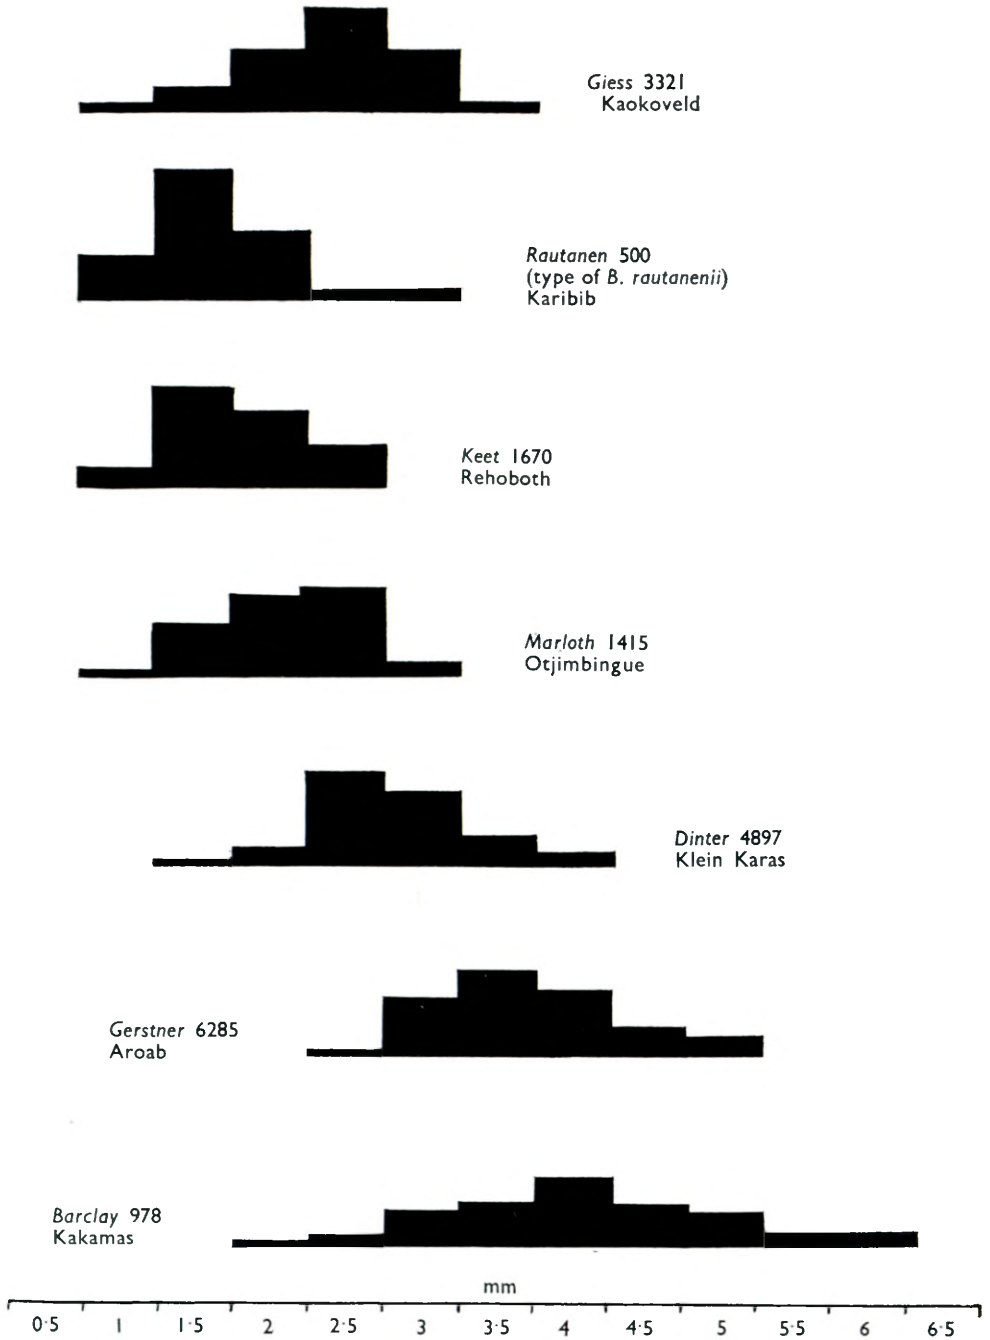 Giess 3321
Kaokoveld
Rautanen 500
(type of B. rautanenii)
Karibib
Keet 1670
Rehoboth
Marloth 1415
Otjimbingue
Dinter 4897
Klein Karas
Gerstner 6285
Aroab
Barclay 978
Kakamas
mm
0·5 1 1·5 2 2·5 3 3·5 4 4·5 5 5·5 6 6·5